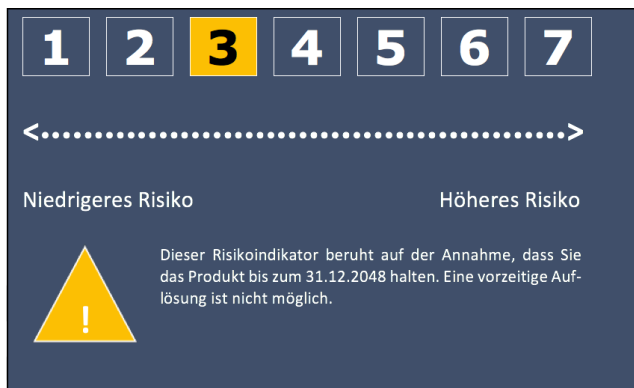 1 2 3 4 5 6 7
<...................................................>
Niedrigeres Risiko Höheres Risiko
Dieser Risikoindikator beruht auf der Annahme, dass Sie
das Produkt bis zum 31.12.2048 halten. Eine vorzeitige Auf-
lösung ist nicht möglich.
!